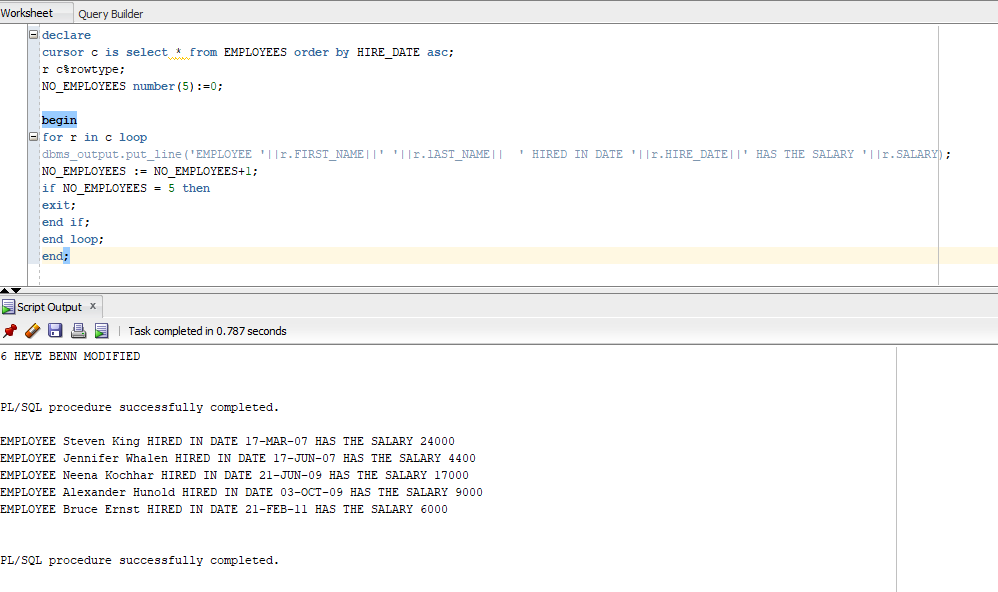 Worksheet Query Builder
declare
cursor c is select * from EMPLOYEES order by HIRE_DATE asc;
r c%rowtype;
NO_EMPLOYEES number(5):=0;
begin
for r in c loop
dbms_output.put_line('EMPLOYEE '||r.FIRST_NAME||' '||r.lAST_NAME||  ' HIRED IN DATE '||r.HIRE_DATE||' HAS THE SALARY '||r.SALARY);
NO_EMPLOYEES := NO_EMPLOYEES+1;
if NO_EMPLOYEES = 5 then
exit;
end if;
end loop;
end;
Script Output x
Task completed in 0.787 seconds
6 HEVE BENN MODIFIED
PL/SQL procedure successfully completed.
EMPLOYEE Steven King HIRED IN DATE 17-MAR-07 HAS THE SALARY 24000
EMPLOYEE Jennifer Whalen HIRED IN DATE 17-JUN-07 HAS THE SALARY 4400
EMPLOYEE Neena Kochhar HIRED IN DATE 21-JUN-09 HAS THE SALARY 17000
EMPLOYEE Alexander Hunold HIRED IN DATE 03-OCT-09 HAS THE SALARY 9000
EMPLOYEE Bruce Ernst HIRED IN DATE 21-FEB-11 HAS THE SALARY 6000
PL/SQL procedure successfully completed.